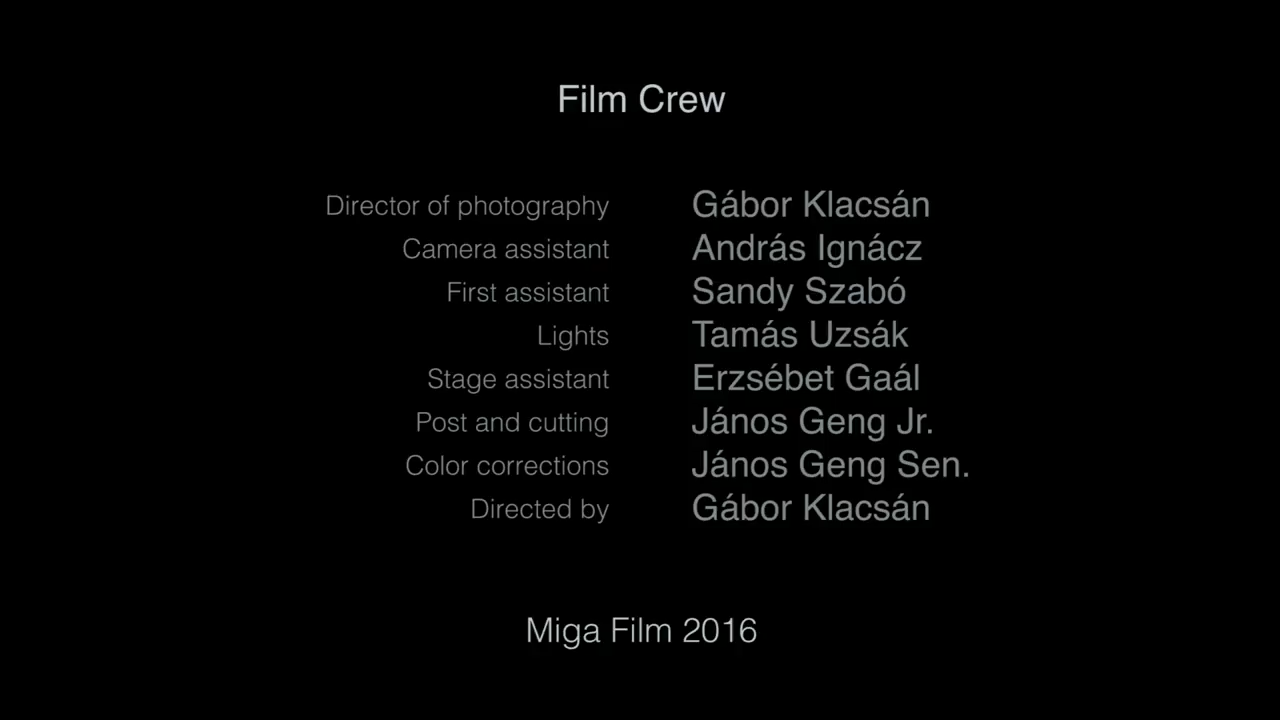 Film Crew
Director of photography Gábor Klacsán
Camera assistant András Ignácz
First assistant Sandy Szabó
Lights Tamás Uzsák
Stage assistant Erzsébet Gaál
Post and cutting János Geng Jr.
Color corrections János Geng Sen.
Directed by Gábor Klacsán
Miga Film 2016